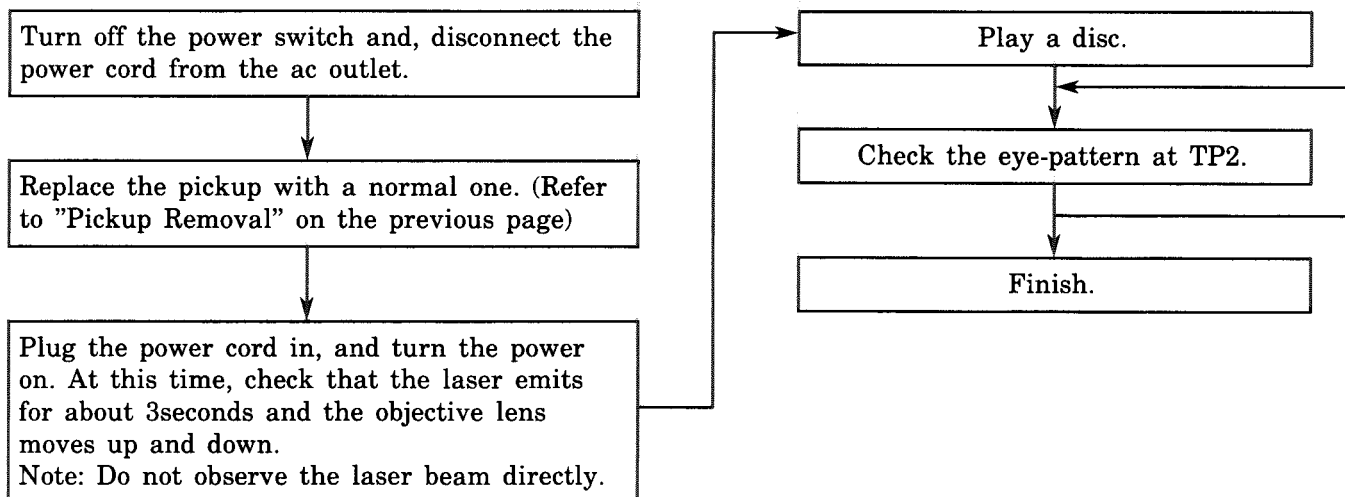 Turn off the power switch and, disconnect the
power cord from the ac outlet.
Replace the pickup with a normal one. (Refer
to ”Pickup Removal” on the previous page)
Plug the power cord in, and turn the power
on. At this time, check that the laser emits
for about 3seconds and the objective lens
moves up and down.
Note: Do not observe the laser beam directly.
Play a disc.
Check the eye-pattern at TP2.
Finish.